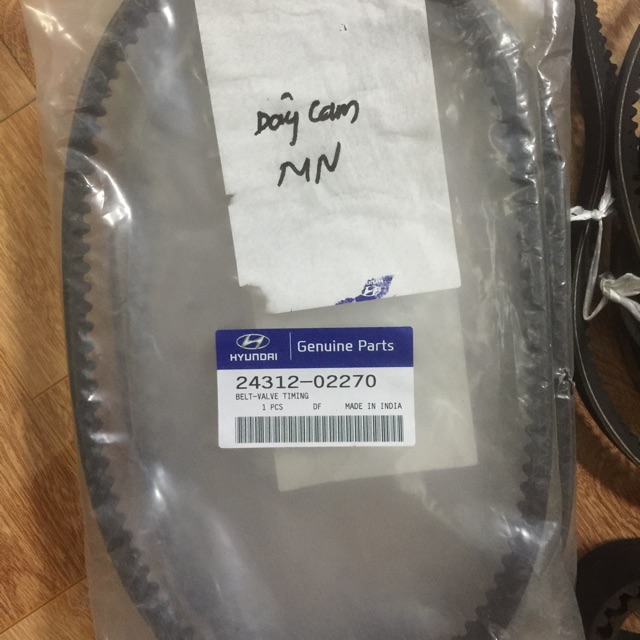 Dây Cam
MN
HYUNDAI
Genuine Parts
24312-02270
BELT-VALVE TIMING
1 PCS DF MADE IN INDIA